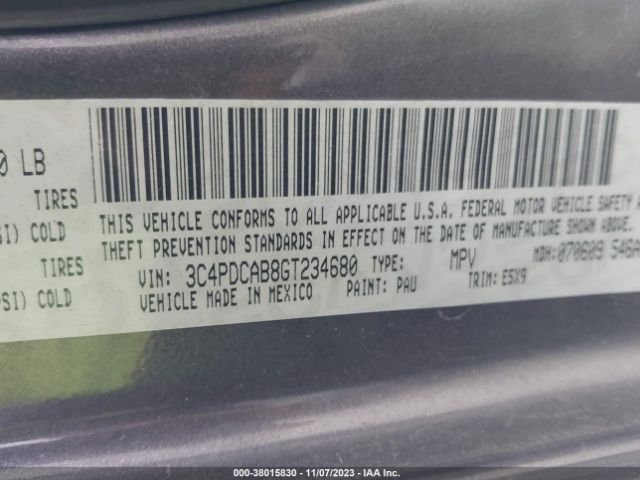 0 LB
TIRES
SI) COLD
TIRES
PSI) COLD
THIS VEHICLE CONFORMS TO ALL APPLICABLE U.S.A. FEDERAL MOTOR VEHICLE SAFETY A
THEFT PREVENTION STANDARDS IN EFFECT ON THE DATE OF MANUFACTURE SHOWN ABOVE.
VIN: 3C4PDCAB8GT234680 TYPE: MPV MDH:070609 548A
VEHICLE MADE IN MEXICO PAINT: PAU TRIM: E5X9
000-38015830 - 11/07/2023 - IAA Inc.